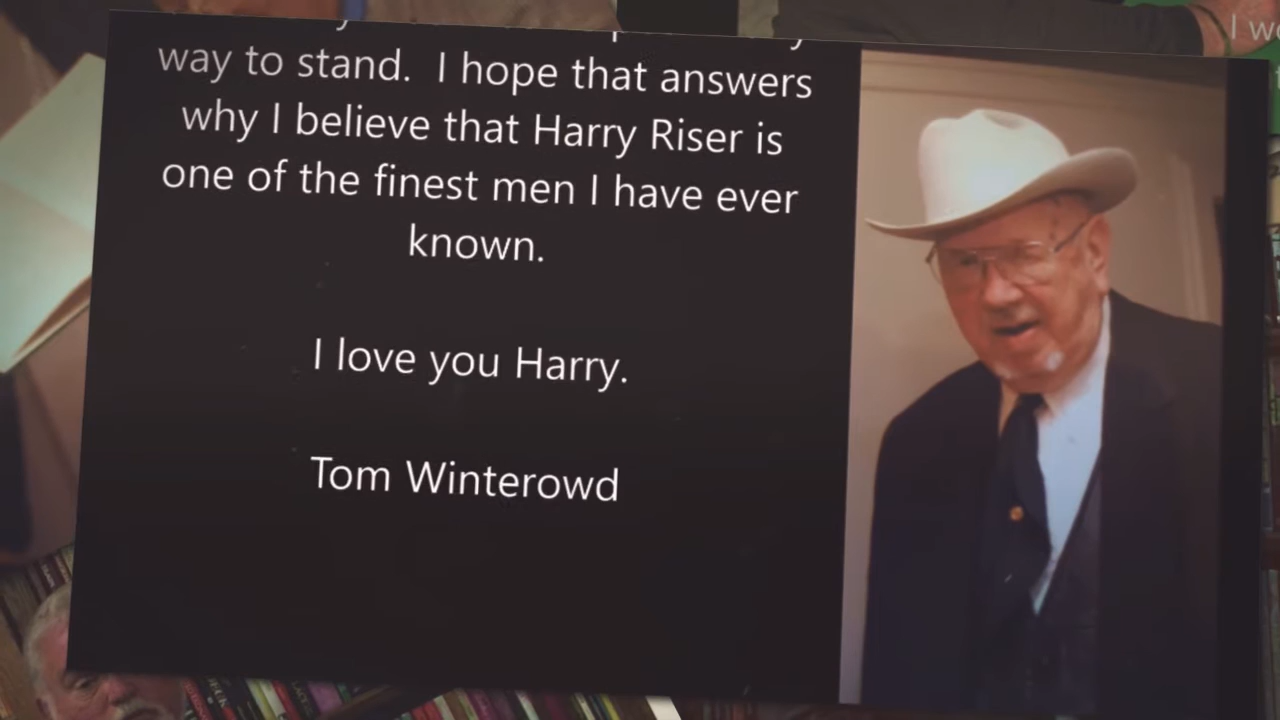 way to stand. I hope that answers
why I believe that Harry Riser is
one of the finest men I have ever
known.
I love you Harry.
Tom Winterowd